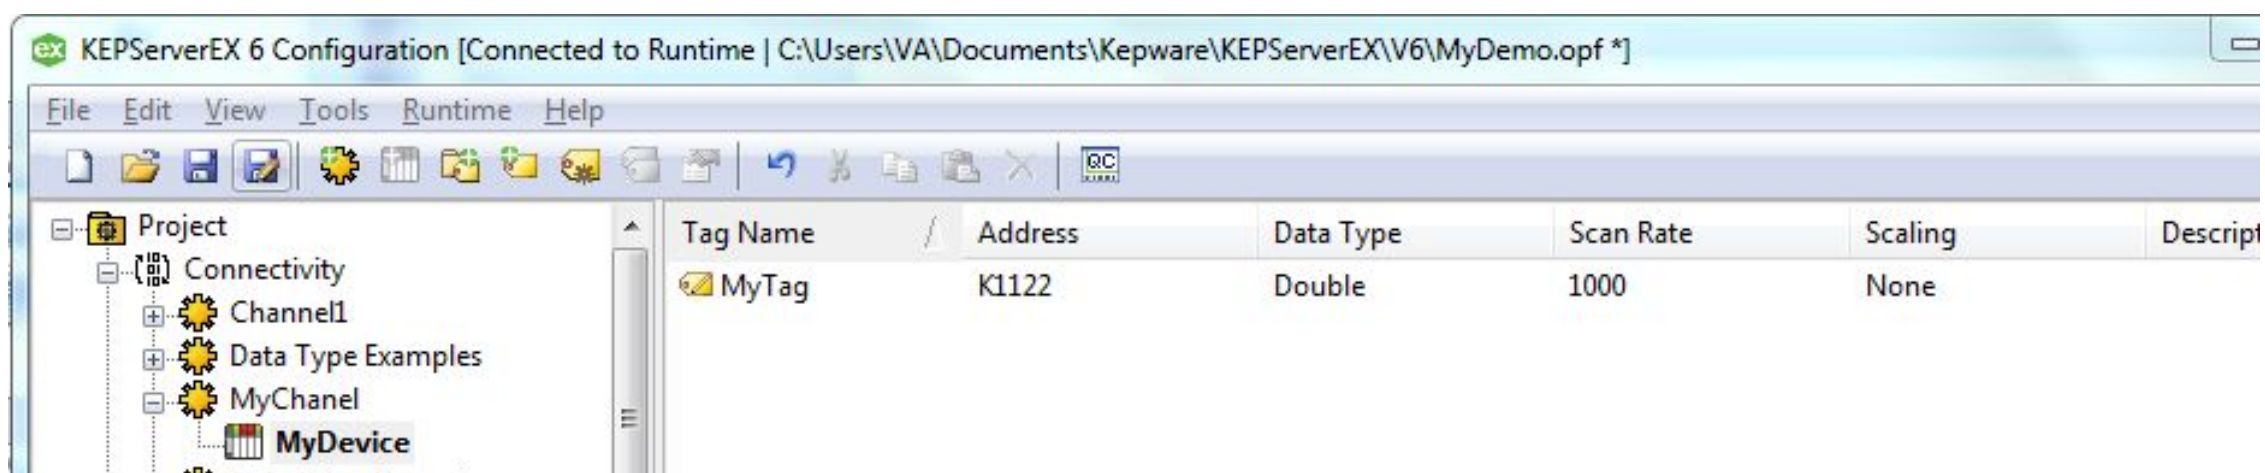 ex KEPServerEX 6 Configuration [Connected to Runtime | C:\Users\VA\Documents\Kepware\KEPServerEX\V6\MyDemo.opf *]
File Edit View Tools Runtime Help
QC
Project
Connectivity
Channel1
Data Type Examples
MyChanel
MyDevice
Tag Name Address Data Type Scan Rate Scaling Descript
MyTag K1122 Double 1000 None